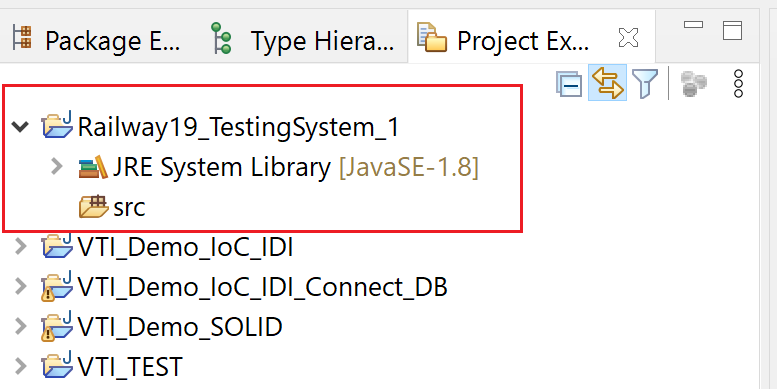 Package E... Type Hiera... Project Ex...
Railway19_TestingSystem_1
JRE System Library [JavaSE-1.8]
src
VTI_Demo_IoC_IDI
VTI_Demo_IoC_IDI_Connect_DB
VTI_Demo_SOLID
VTI_TEST